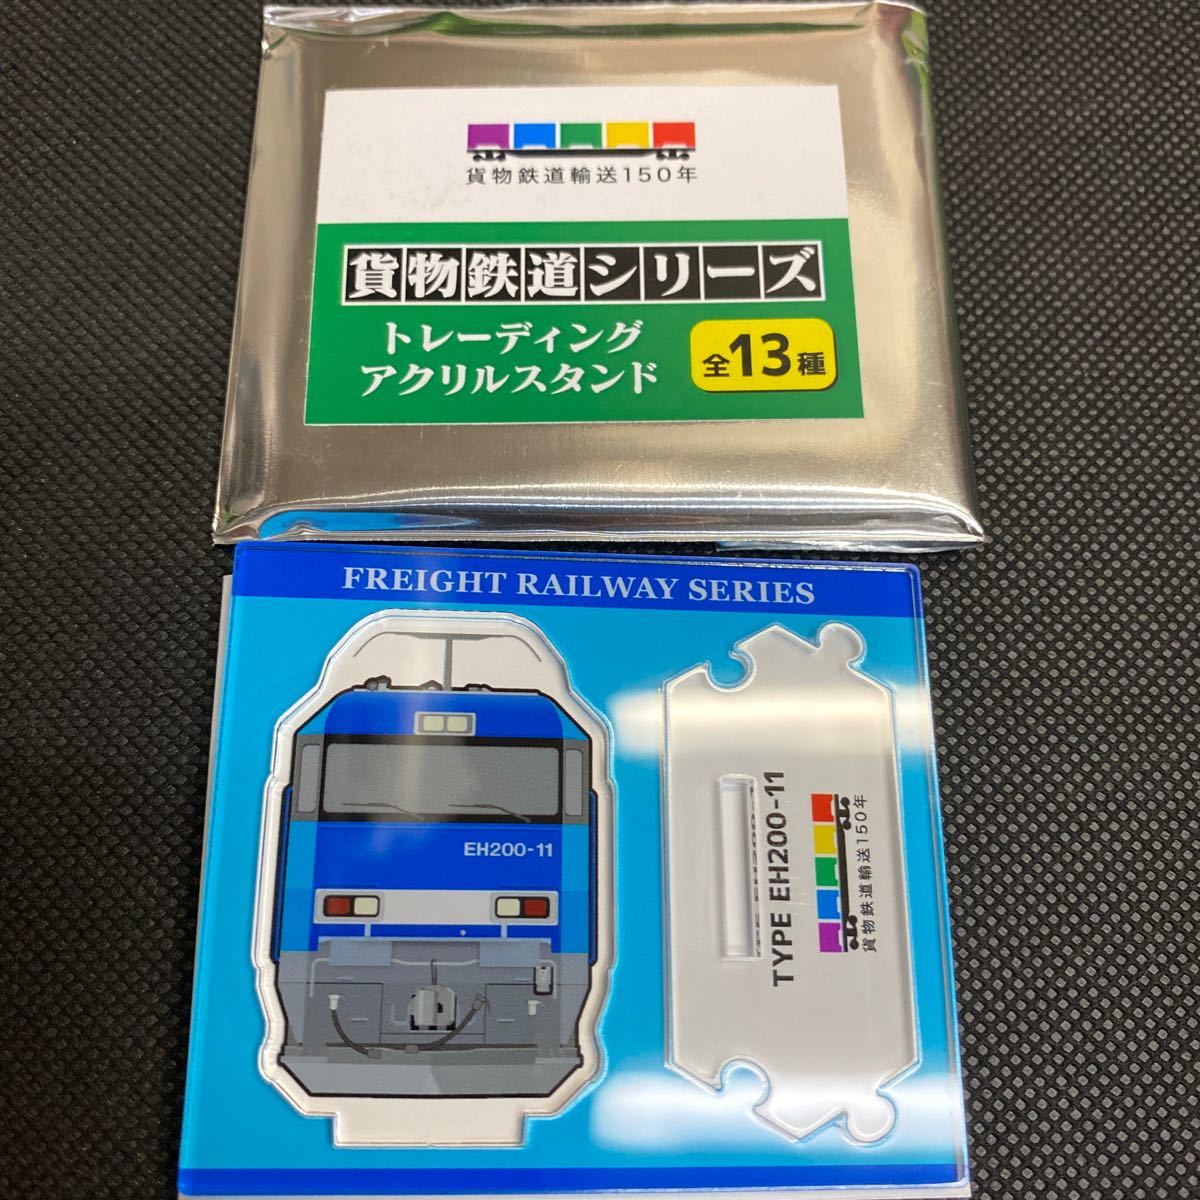 貨物鉄道輸送150年
貨物鉄道シリーズ
トレーディング
アクリルスタンド
全13種
FREIGHT RAILWAY SERIES
EH200-11
TYPE EH200-11
貨物鉄道輸送150年